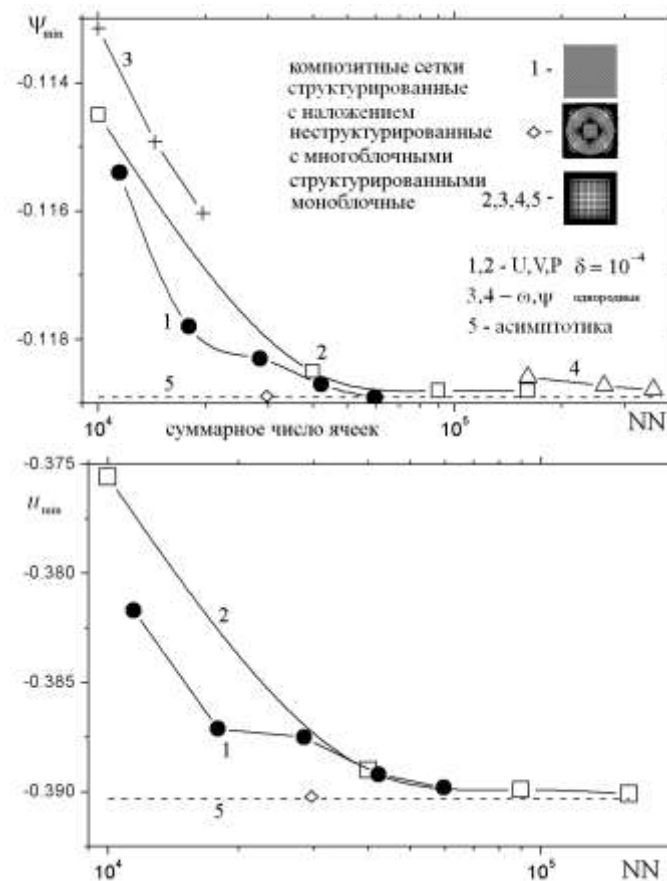 Ψmin
-0.114
-0.116
-0.118
3
композитные сетки
структурированные
с наложением
неструктурированные
с многоблочными
структурированными
моноблочные
1 -
◇-
2,3,4,5 -
1,2 - U,V,P δ = 10⁻⁴
3,4 – ω,ψ однородные
5 - асимптотика
1
2
4
5
10⁴
10⁵
NN
суммарное число ячеек
-0.375
umin
-0.380
-0.385
-0.390
2
1
5
10⁴
10⁵
NN